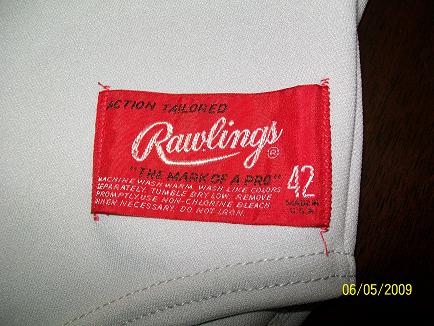 ACTION TAILORED
Rawlings®
"THE MARK OF A PRO"
42
MACHINE WASH WARM. WASH LIKE COLORS
SEPARATELY. TUMBLE DRY LOW. REMOVE
PROMPTLY. USE NON-CHLORINE BLEACH
WHEN NECESSARY. DO NOT IRON.
MADE IN
U.S.A.
06/05/2009